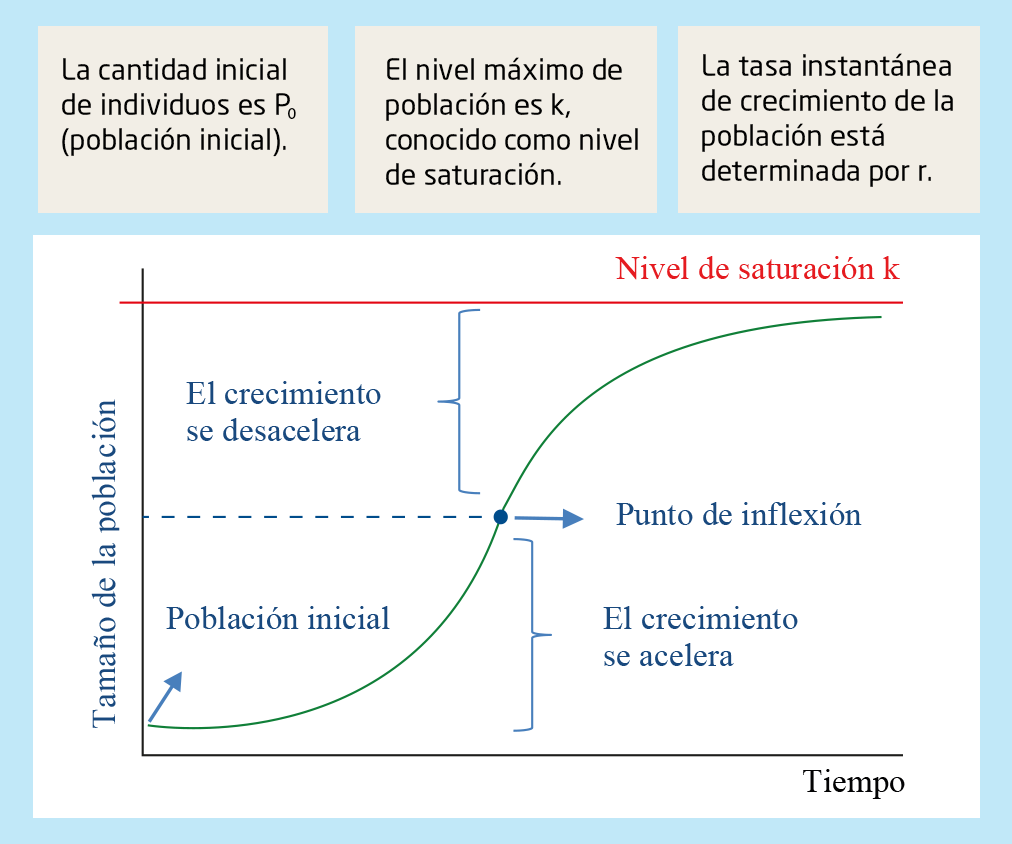 La cantidad inicial
de individuos es P₀
(población inicial).
El nivel máximo de
población es k,
conocido como nivel
de saturación.
La tasa instantánea
de crecimiento de la
población está
determinada por r.
Nivel de saturación k
El crecimiento
se desacelera
Tamaño de la población
Punto de inflexión
Población inicial
El crecimiento
se acelera
Tiempo